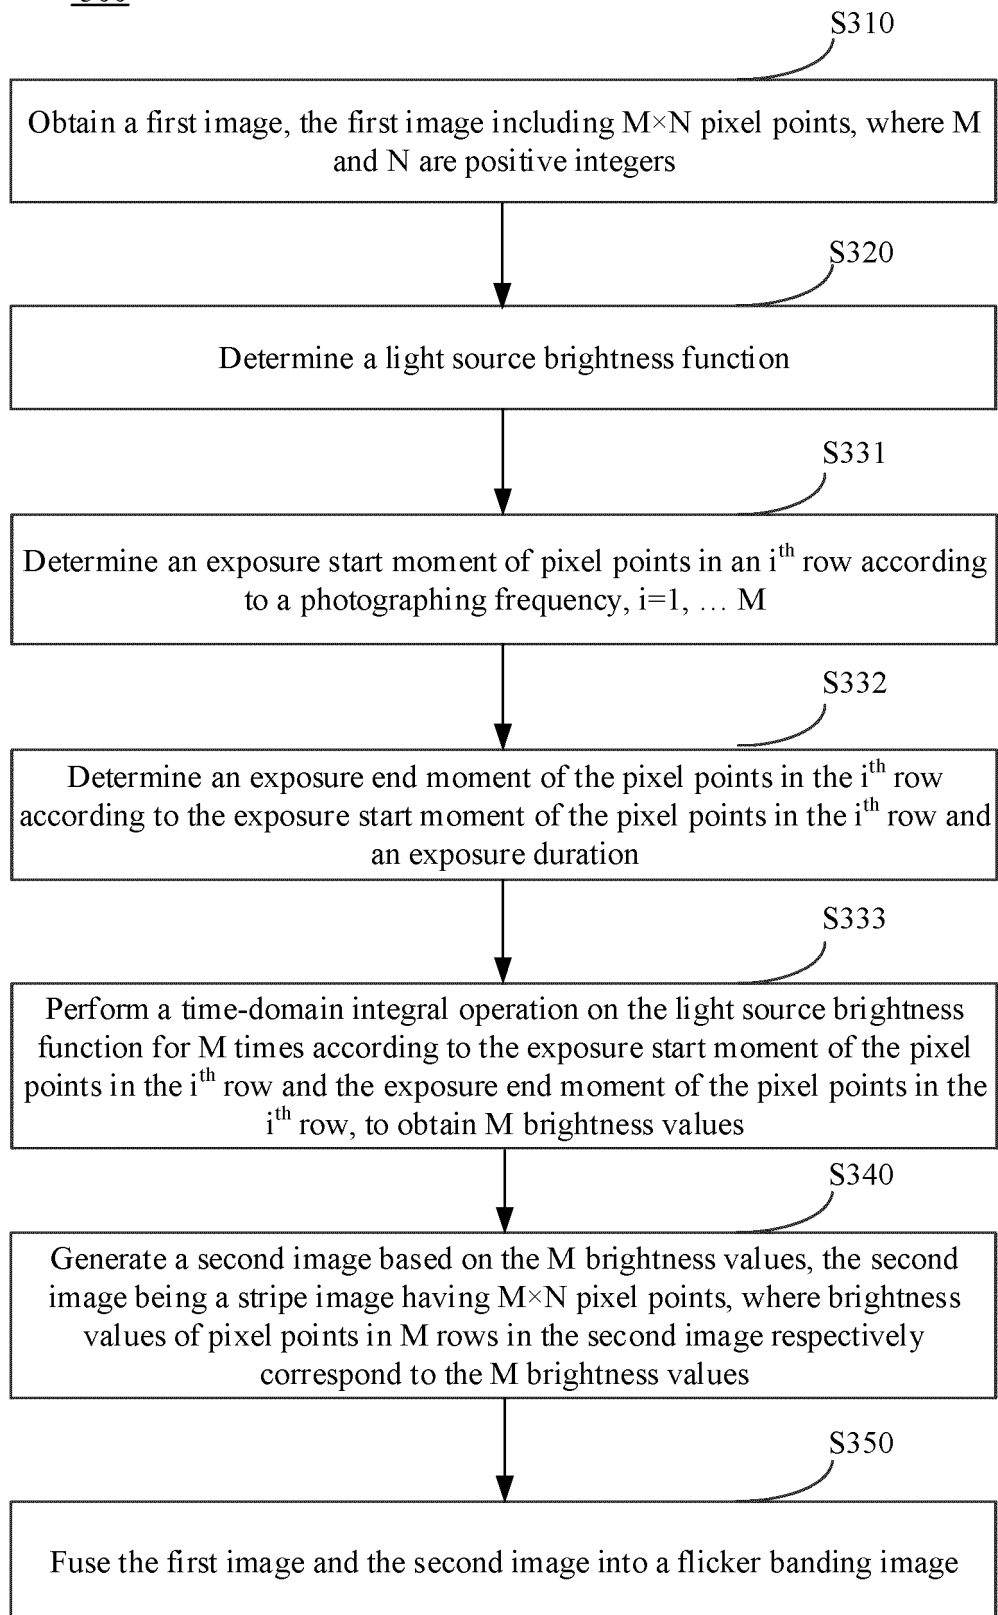 S310
Obtain a first image, the first image including M×N pixel points, where M
and N are positive integers
S320
Determine a light source brightness function
S331
Determine an exposure start moment of pixel points in an iᵗʰ row according
to a photographing frequency, i=1, … M
S332
Determine an exposure end moment of the pixel points in the iᵗʰ row
according to the exposure start moment of the pixel points in the iᵗʰ row and
an exposure duration
S333
Perform a time-domain integral operation on the light source brightness
function for M times according to the exposure start moment of the pixel
points in the iᵗʰ row and the exposure end moment of the pixel points in the
iᵗʰ row, to obtain M brightness values
S340
Generate a second image based on the M brightness values, the second
image being a stripe image having M×N pixel points, where brightness
values of pixel points in M rows in the second image respectively
correspond to the M brightness values
S350
Fuse the first image and the second image into a flicker banding image